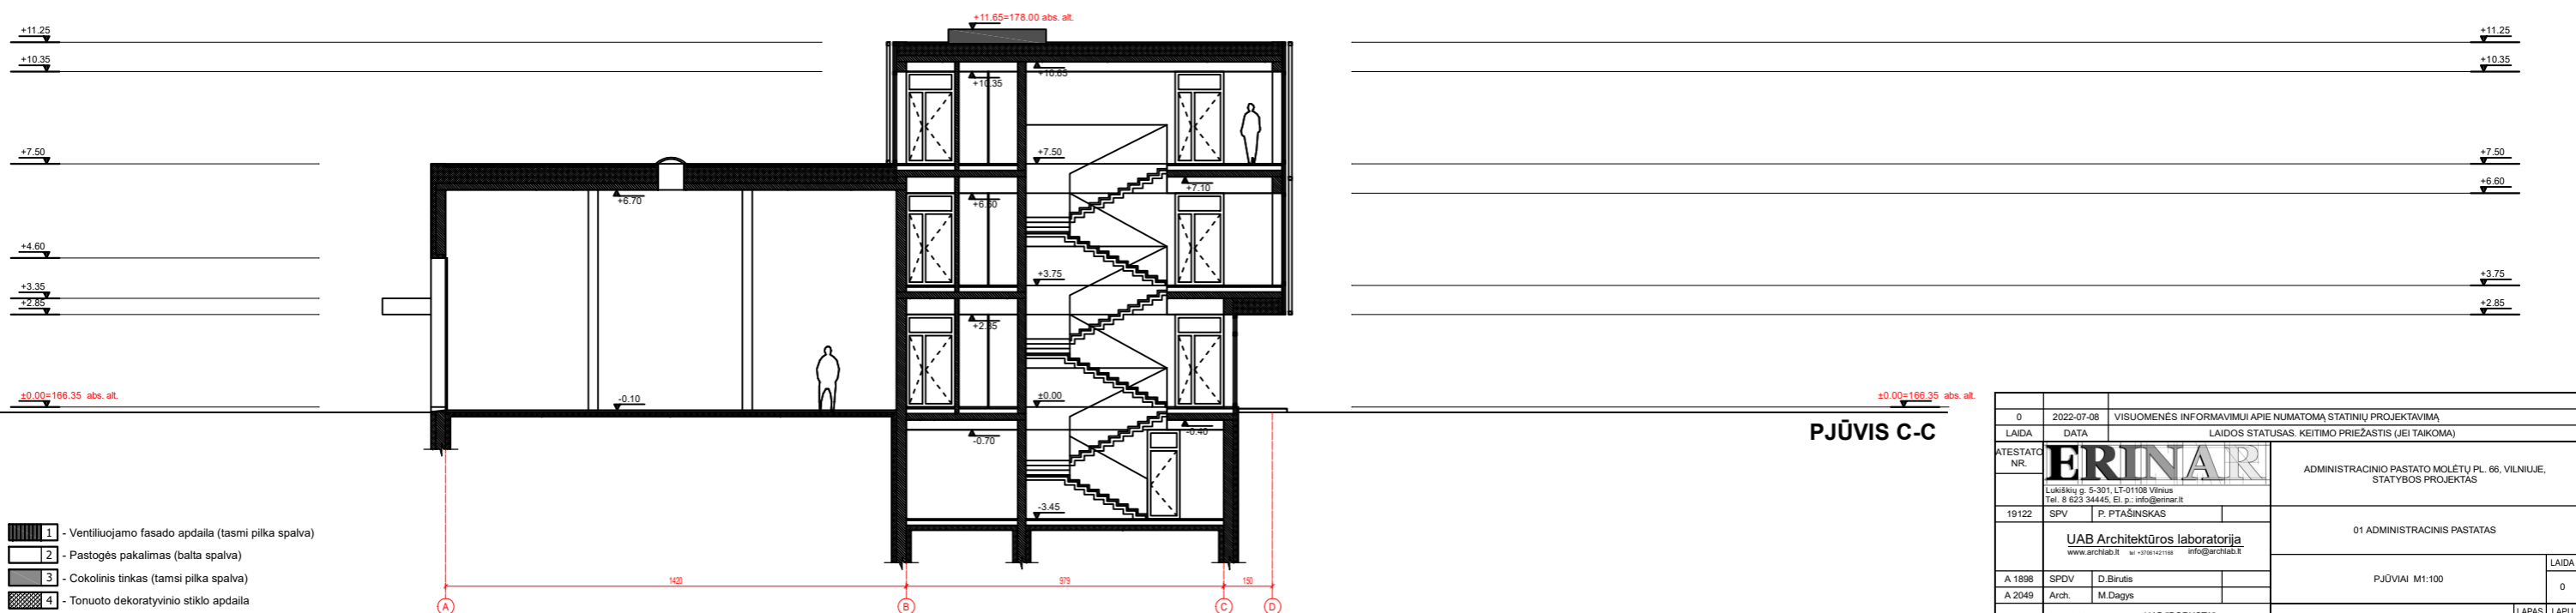 +11.65=178.00 abs. alt.
+11.25
+11.25
+10.35
+10.35
+10.35
+10.65
+7.50
+7.50
+7.50
+7.10
+6.60
+6.70
+6.60
+4.60
+3.75
+3.75
+3.35
+2.85
+2.85
+2.85
±0.00=166.35 abs. alt.
-0.10
±0.00
±0.00=166.35 abs. alt.
-0.70
-0.40
-3.45
PJŪVIS C-C
1 - Ventiliuojamo fasado apdaila (tasmi pilka spalva)
2 - Pastogės pakalimas (balta spalva)
3 - Cokolinis tinkas (tamsi pilka spalva)
4 - Tonuoto dekoratyvinio stiklo apdaila
1420 979 150
A B C D
0 2022-07-08 VISUOMENĖS INFORMAVIMUI APIE NUMATOMĄ STATINIŲ PROJEKTAVIMĄ
LAIDA DATA LAIDOS STATUSAS. KEITIMO PRIEŽASTIS (JEI TAIKOMA)
ATESTATO NR.
ERINAR
Lukiškių g. 5-301, LT-01108 Vilnius
Tel. 8 623 34445, El. p.: info@erinar.lt
ADMINISTRACINIO PASTATO MOLĖTŲ PL. 66, VILNIUJE,
STATYBOS PROJEKTAS
19122 SPV P. PTAŠINSKAS
01 ADMINISTRACINIS PASTATAS
UAB Architektūros laboratorija
www.archlab.lt tel +37061421166 info@archlab.lt
PJŪVIAI M1:100
LAIDA
0
A 1898 SPDV D.Birutis
A 2049 Arch. M.Dagys
LAPAS LAPŲ